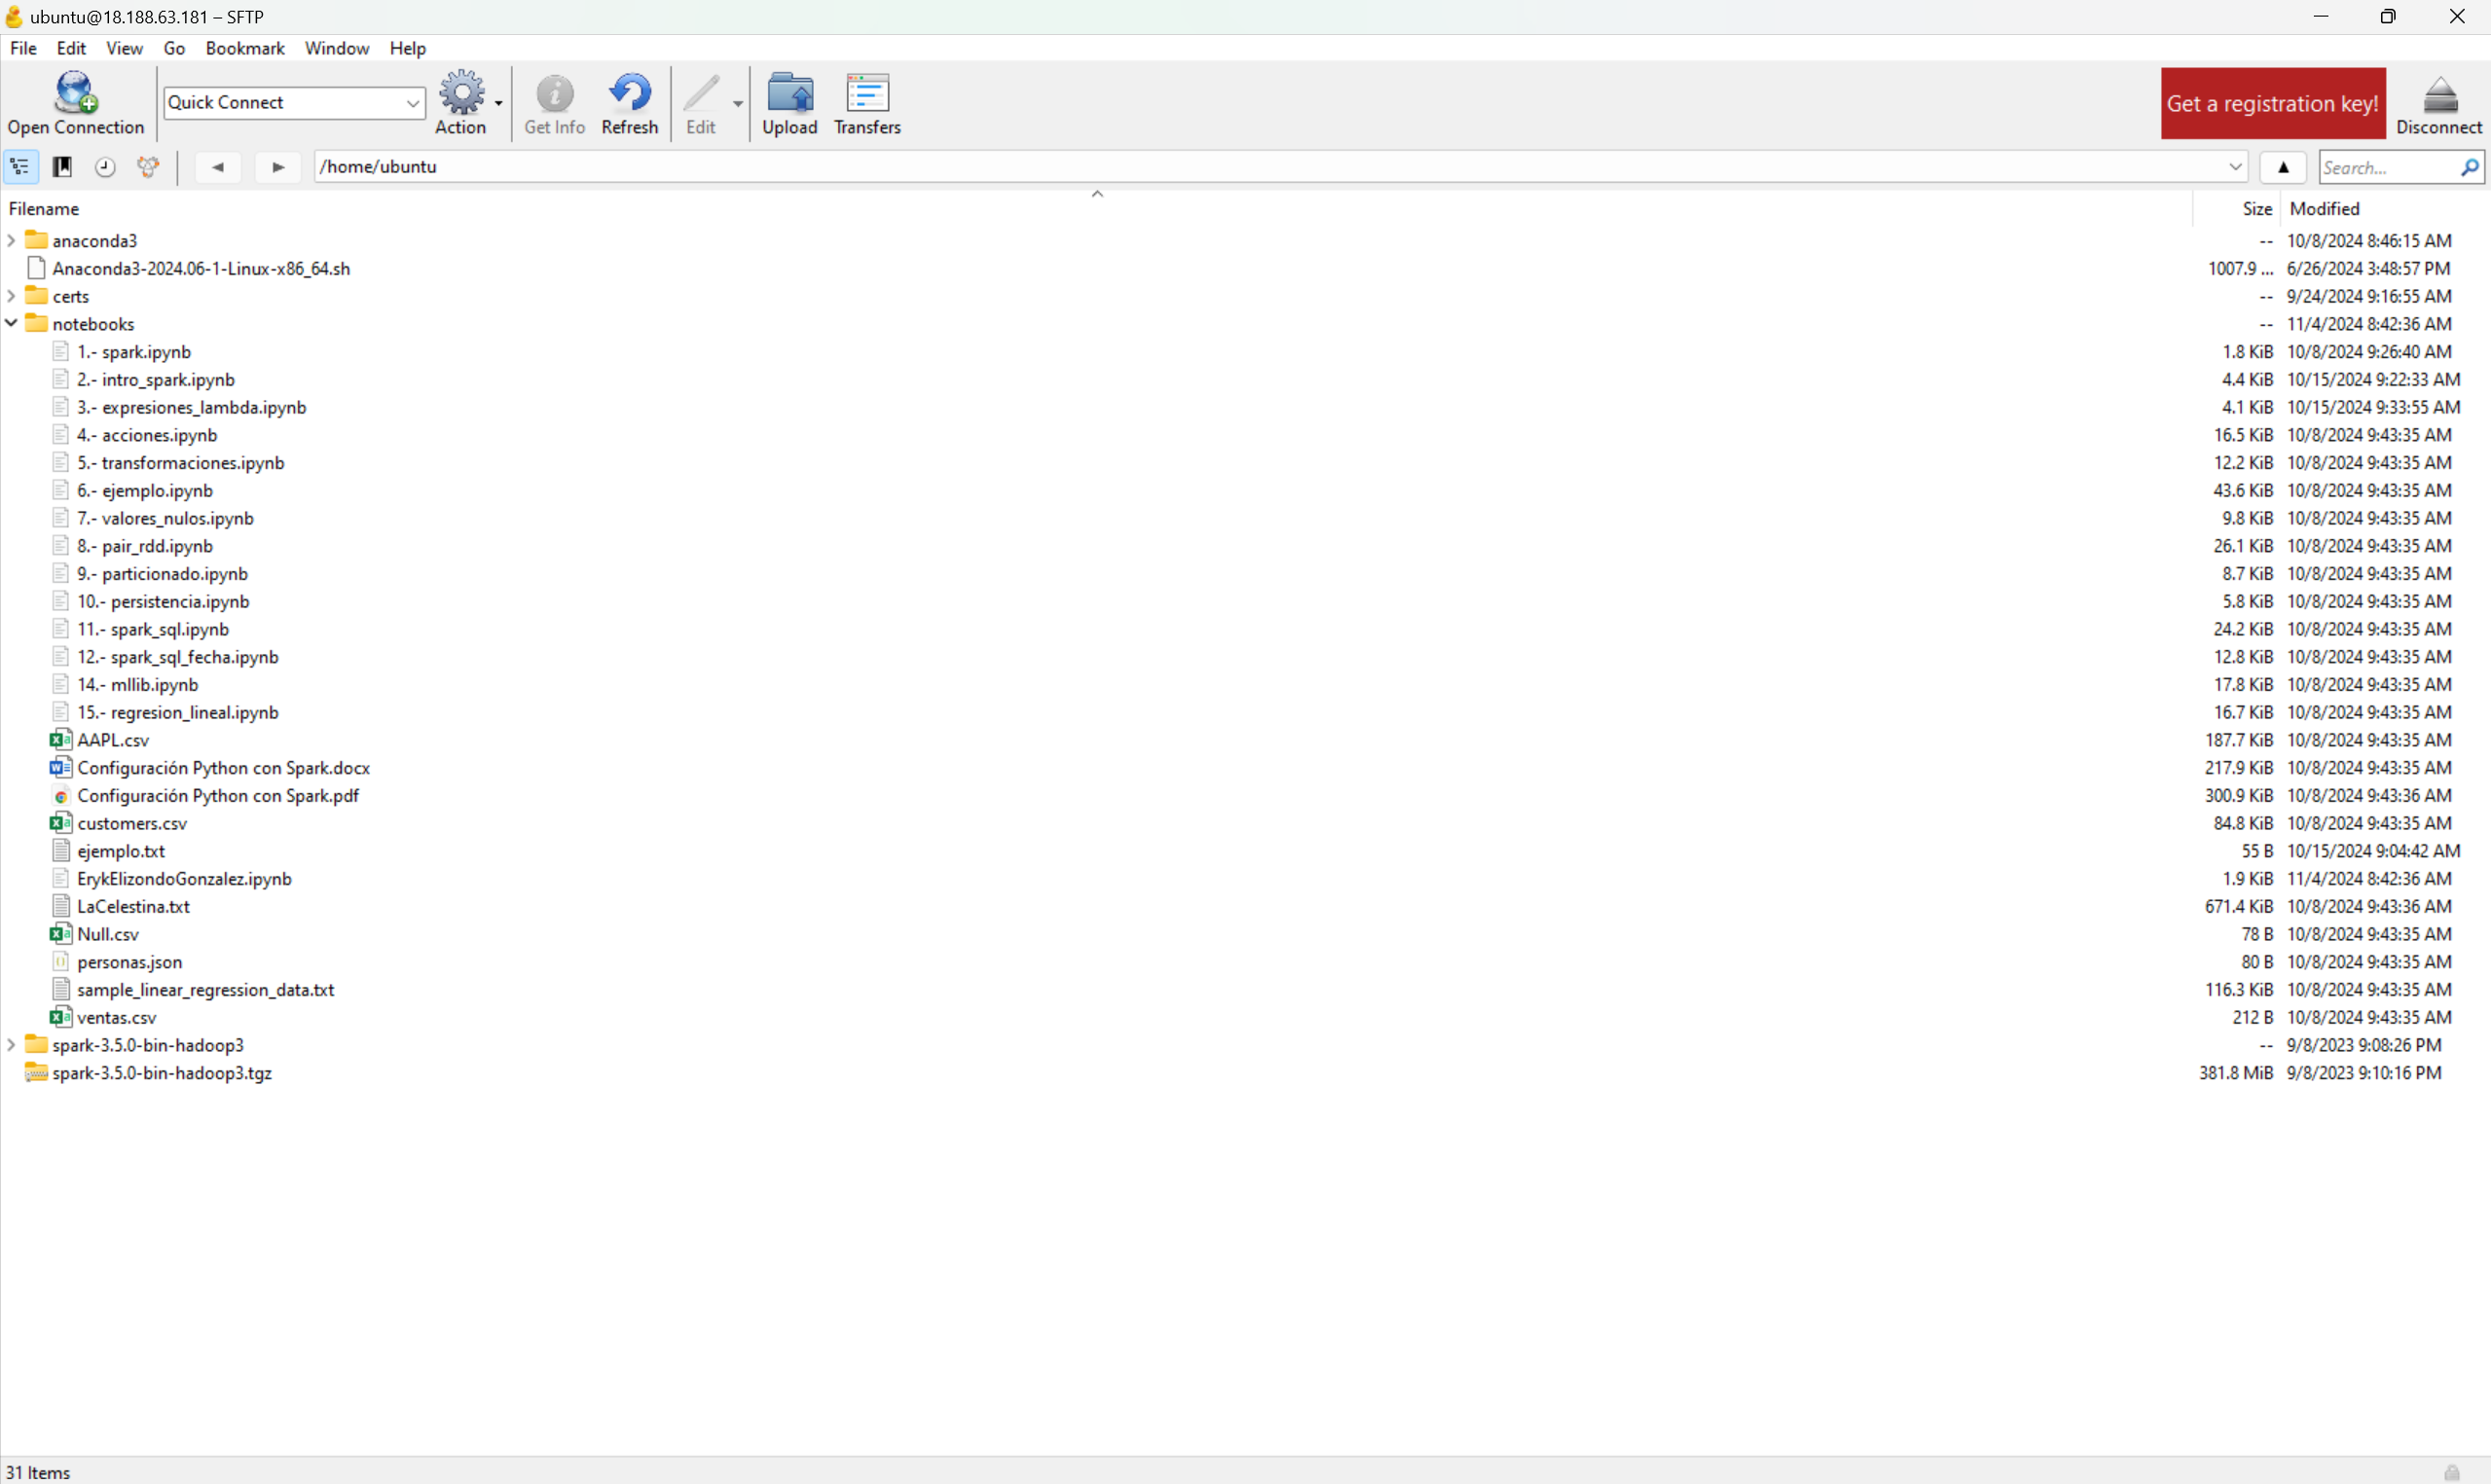 ubuntu@18.188.63.181 – SFTP
File Edit View Go Bookmark Window Help
Open Connection Quick Connect Action Get Info Refresh Edit Upload Transfers Get a registration key! Disconnect
/home/ubuntu Search...
Filename Size Modified
anaconda3 -- 10/8/2024 8:46:15 AM
Anaconda3-2024.06-1-Linux-x86_64.sh 1007.9 ... 6/26/2024 3:48:57 PM
certs -- 9/24/2024 9:16:55 AM
notebooks -- 11/4/2024 8:42:36 AM
1.- spark.ipynb 1.8 KiB 10/8/2024 9:26:40 AM
2.- intro_spark.ipynb 4.4 KiB 10/15/2024 9:22:33 AM
3.- expresiones_lambda.ipynb 4.1 KiB 10/15/2024 9:33:55 AM
4.- acciones.ipynb 16.5 KiB 10/8/2024 9:43:35 AM
5.- transformaciones.ipynb 12.2 KiB 10/8/2024 9:43:35 AM
6.- ejemplo.ipynb 43.6 KiB 10/8/2024 9:43:35 AM
7.- valores_nulos.ipynb 9.8 KiB 10/8/2024 9:43:35 AM
8.- pair_rdd.ipynb 26.1 KiB 10/8/2024 9:43:35 AM
9.- particionado.ipynb 8.7 KiB 10/8/2024 9:43:35 AM
10.- persistencia.ipynb 5.8 KiB 10/8/2024 9:43:35 AM
11.- spark_sql.ipynb 24.2 KiB 10/8/2024 9:43:35 AM
12.- spark_sql_fecha.ipynb 12.8 KiB 10/8/2024 9:43:35 AM
14.- mllib.ipynb 17.8 KiB 10/8/2024 9:43:35 AM
15.- regresion_lineal.ipynb 16.7 KiB 10/8/2024 9:43:35 AM
AAPL.csv 187.7 KiB 10/8/2024 9:43:35 AM
Configuración Python con Spark.docx 217.9 KiB 10/8/2024 9:43:35 AM
Configuración Python con Spark.pdf 300.9 KiB 10/8/2024 9:43:36 AM
customers.csv 84.8 KiB 10/8/2024 9:43:35 AM
ejemplo.txt 55 B 10/15/2024 9:04:42 AM
ErykElizondoGonzalez.ipynb 1.9 KiB 11/4/2024 8:42:36 AM
LaCelestina.txt 671.4 KiB 10/8/2024 9:43:36 AM
Null.csv 78 B 10/8/2024 9:43:35 AM
personas.json 80 B 10/8/2024 9:43:35 AM
sample_linear_regression_data.txt 116.3 KiB 10/8/2024 9:43:35 AM
ventas.csv 212 B 10/8/2024 9:43:35 AM
spark-3.5.0-bin-hadoop3 -- 9/8/2023 9:08:26 PM
spark-3.5.0-bin-hadoop3.tgz 381.8 MiB 9/8/2023 9:10:16 PM
31 Items